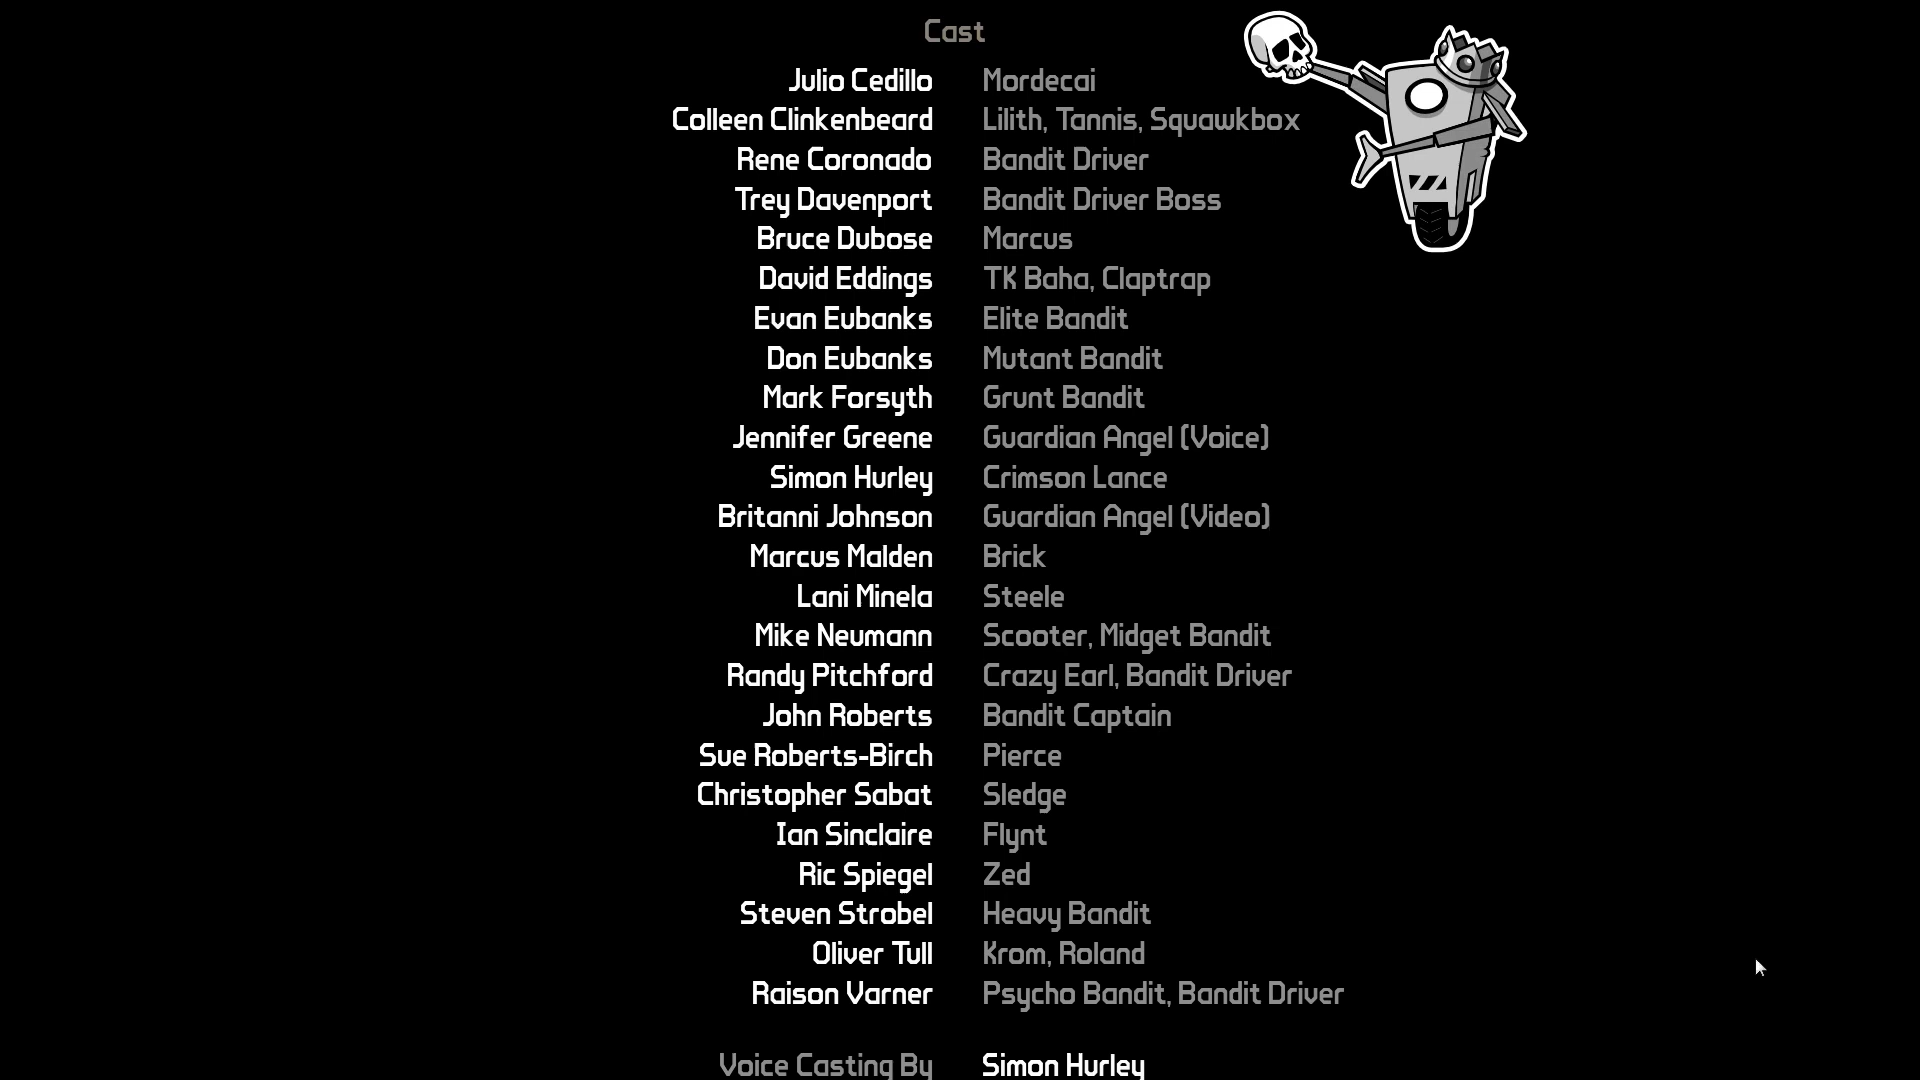 Cast
Julio Cedillo Mordecai
Colleen Clinkenbeard Lilith, Tannis, Squawkbox
Rene Coronado Bandit Driver
Trey Davenport Bandit Driver Boss
Bruce Dubose Marcus
David Eddings TK Baha, Claptrap
Evan Eubanks Elite Bandit
Don Eubanks Mutant Bandit
Mark Forsyth Grunt Bandit
Jennifer Greene Guardian Angel (Voice)
Simon Hurley Crimson Lance
Britanni Johnson Guardian Angel (Video)
Marcus Malden Brick
Lani Minela Steele
Mike Neumann Scooter, Midget Bandit
Randy Pitchford Crazy Earl, Bandit Driver
John Roberts Bandit Captain
Sue Roberts-Birch Pierce
Christopher Sabat Sledge
Ian Sinclaire Flynt
Ric Spiegel Zed
Steven Strobel Heavy Bandit
Oliver Tull Krom, Roland
Raison Varner Psycho Bandit, Bandit Driver
Voice Casting By Simon Hurley